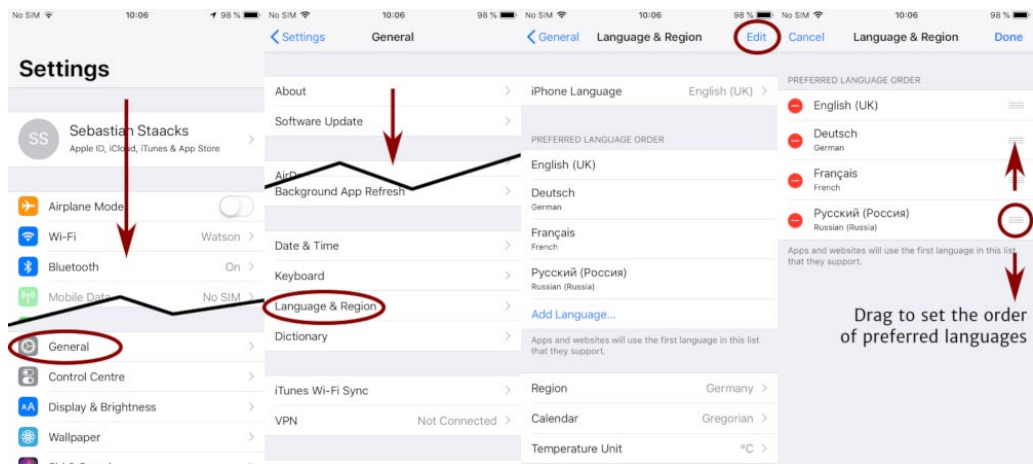 No SIM 10:06 98 %
Settings
SS
Sebastian Staacks
Apple ID, iCloud, iTunes & App Store
Airplane Mode
Wi-Fi Watson
Bluetooth On
Mobile Data No SIM
General
Control Centre
AA Display & Brightness
Wallpaper
No SIM 10:06 98 %
Settings General
About
Software Update
AirD
Background App Refresh
Date & Time
Keyboard
Language & Region
Dictionary
iTunes Wi-Fi Sync
VPN Not Connected
No SIM 10:06 98 %
General Language & Region Edit
iPhone Language English (UK)
PREFERRED LANGUAGE ORDER
English (UK)
Deutsch
German
Français
French
Русский (Россия)
Russian (Russia)
Add Language...
Apps and websites will use the first language in this list
that they support.
Region Germany
Calendar Gregorian
Temperature Unit °C
No SIM 10:06 98 %
Cancel Language & Region Done
PREFERRED LANGUAGE ORDER
English (UK)
Deutsch
German
Français
French
Русский (Россия)
Russian (Russia)
Apps and websites will use the first language in this list
that they support.
Drag to set the order
of preferred languages